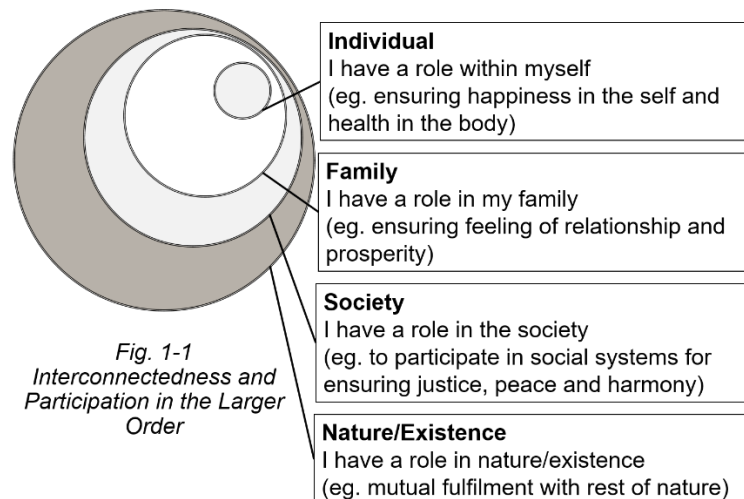 Individual
I have a role within myself
(eg. ensuring happiness in the self and
health in the body)
Family
I have a role in my family
(eg. ensuring feeling of relationship and
prosperity)
Society
I have a role in the society
(eg. to participate in social systems for
ensuring justice, peace and harmony)
Nature/Existence
I have a role in nature/existence
(eg. mutual fulfilment with rest of nature)
Fig. 1-1
Interconnectedness and
Participation in the Larger
Order